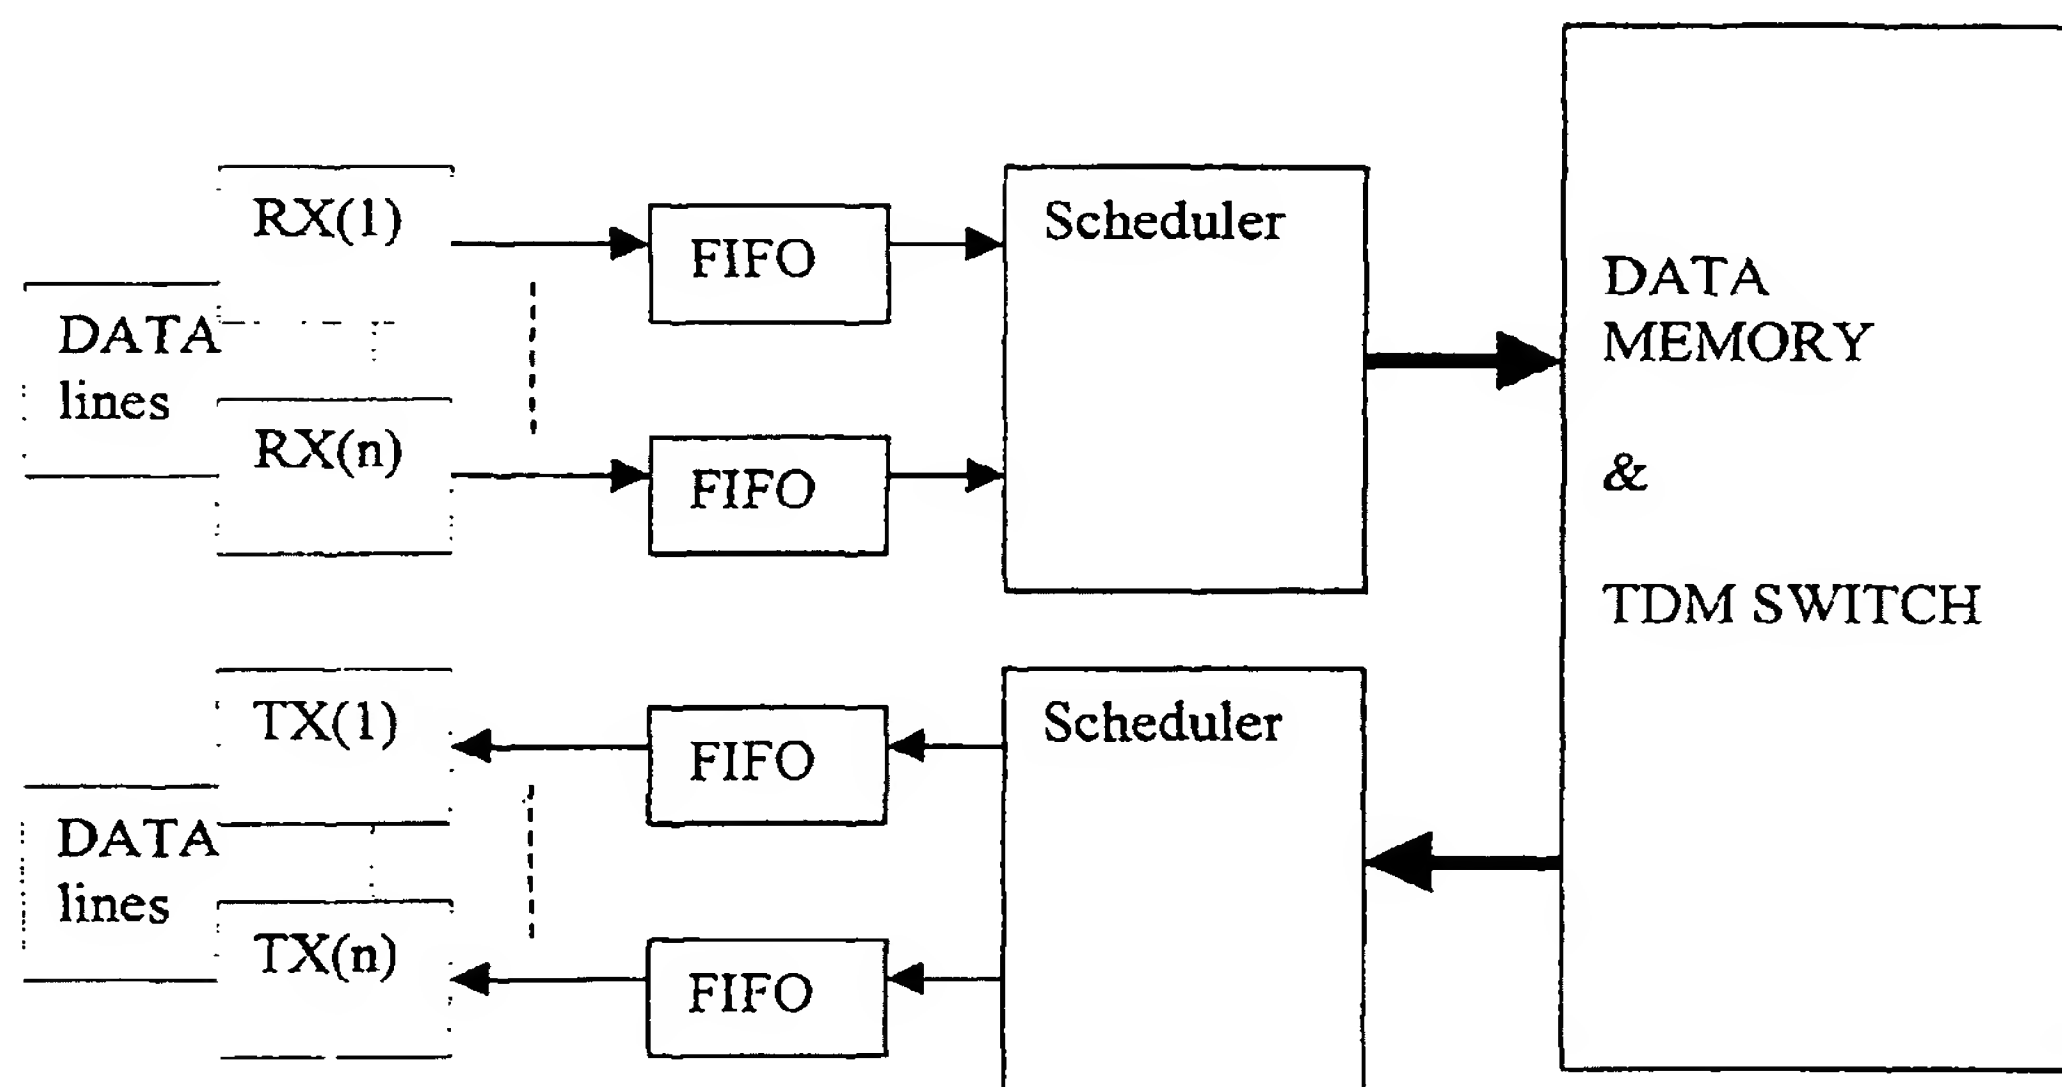 RX(1)
FIFO
Scheduler
DATA
lines
RX(n)
FIFO
DATA
MEMORY
&
TDM SWITCH
TX(1)
FIFO
Scheduler
DATA
lines
TX(n)
FIFO